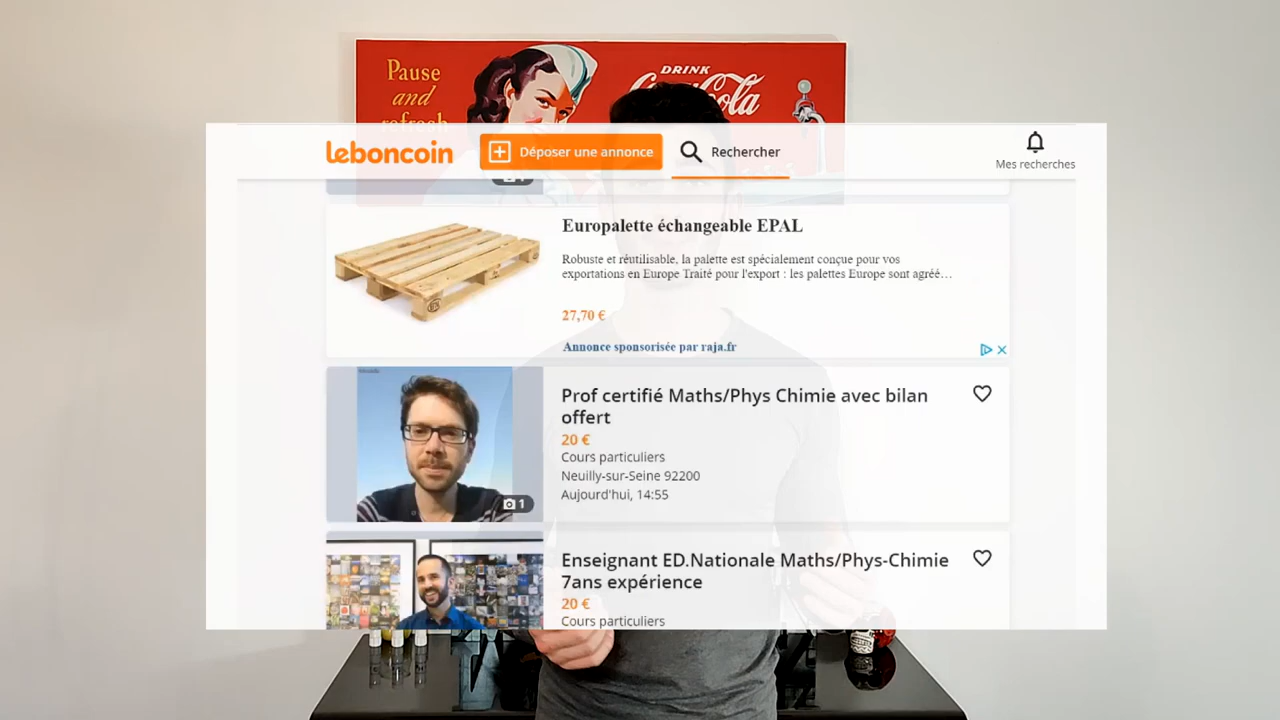 Pause
and
refresh
DRINK
Coca-Cola
leboncoin
Déposer une annonce
Rechercher
Mes recherches
Europalette échangeable EPAL
Robuste et réutilisable, la palette est spécialement conçue pour vos
exportations en Europe Traité pour l'export : les palettes Europe sont agréé…
27,70 €
Annonce sponsorisée par raja.fr
Prof certifié Maths/Phys Chimie avec bilan
offert
20 €
Cours particuliers
Neuilly-sur-Seine 92200
Aujourd'hui, 14:55
1
Enseignant ED.Nationale Maths/Phys-Chimie
7ans expérience
20 €
Cours particuliers